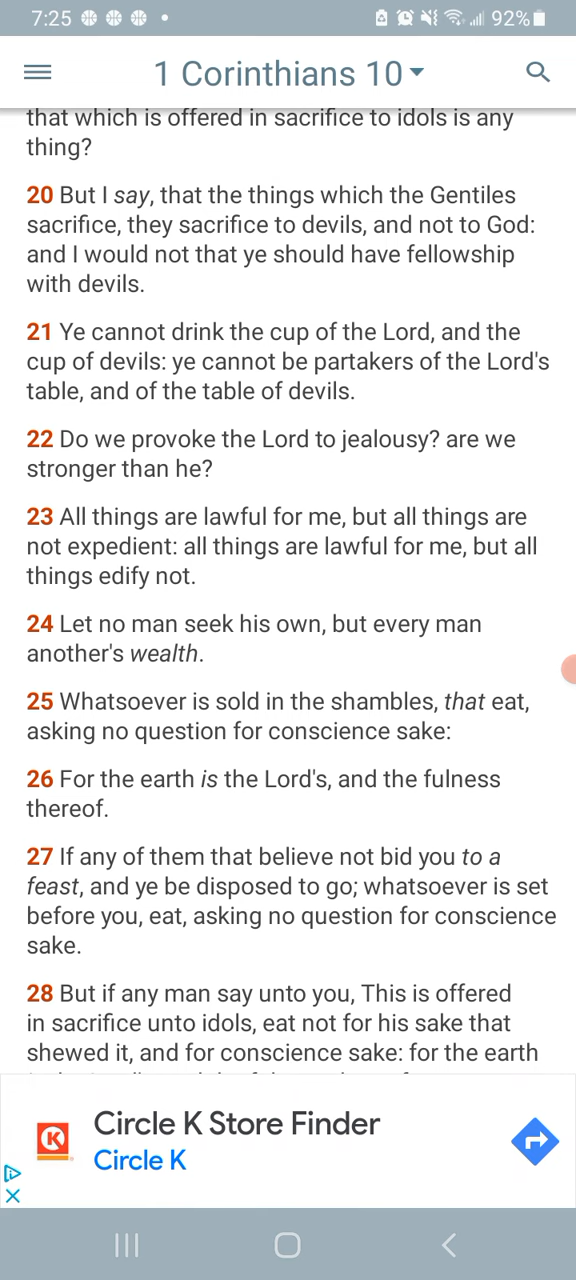 7:25
92%
1 Corinthians 10
that which is offered in sacrifice to idols is any
thing?
20 But I say, that the things which the Gentiles
sacrifice, they sacrifice to devils, and not to God:
and I would not that ye should have fellowship
with devils.
21 Ye cannot drink the cup of the Lord, and the
cup of devils: ye cannot be partakers of the Lord's
table, and of the table of devils.
22 Do we provoke the Lord to jealousy? are we
stronger than he?
23 All things are lawful for me, but all things are
not expedient: all things are lawful for me, but all
things edify not.
24 Let no man seek his own, but every man
another's wealth.
25 Whatsoever is sold in the shambles, that eat,
asking no question for conscience sake:
26 For the earth is the Lord's, and the fulness
thereof.
27 If any of them that believe not bid you to a
feast, and ye be disposed to go; whatsoever is set
before you, eat, asking no question for conscience
sake.
28 But if any man say unto you, This is offered
in sacrifice unto idols, eat not for his sake that
shewed it, and for conscience sake: for the earth
K
Circle K Store Finder
Circle K